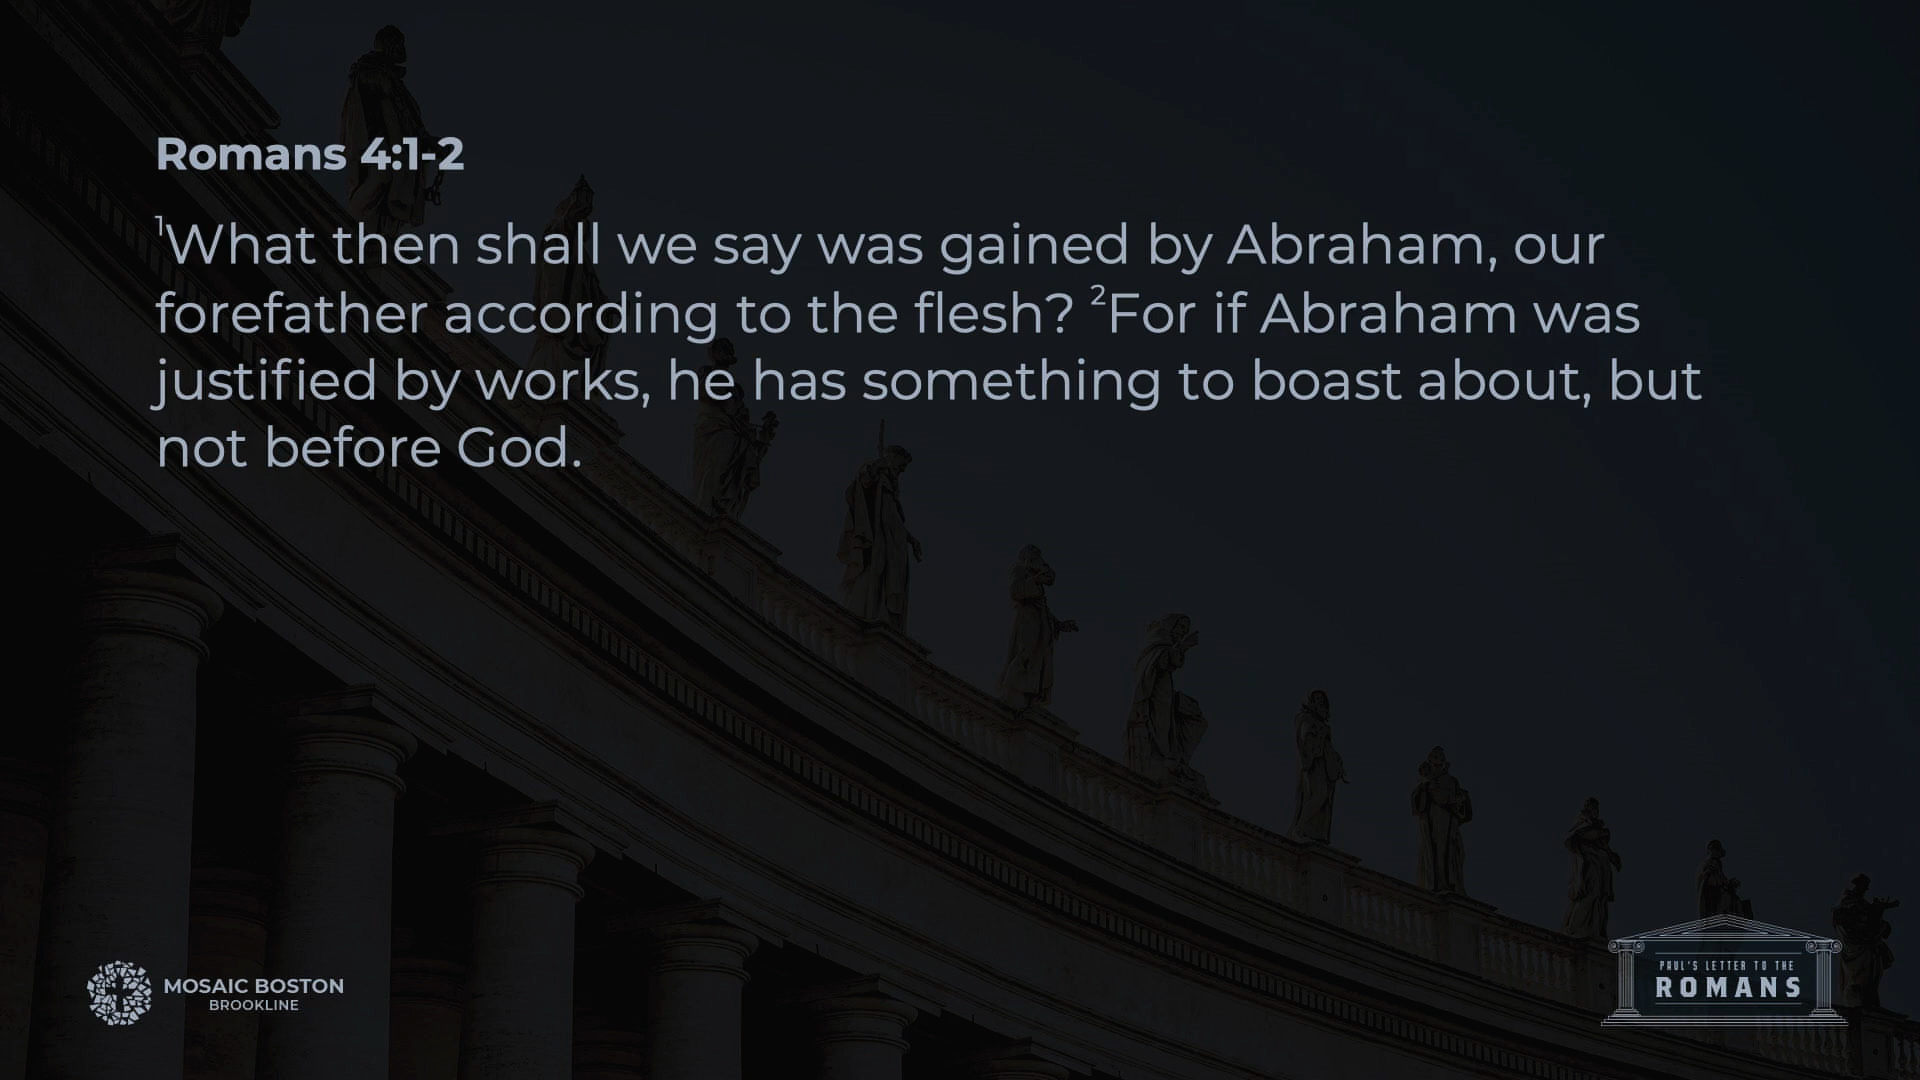 Romans 4:1-2
1What then shall we say was gained by Abraham, our
forefather according to the flesh? 2For if Abraham was
justified by works, he has something to boast about, but
not before God.
MOSAIC BOSTON
BROOKLINE
PAUL'S LETTER TO THE
ROMANS